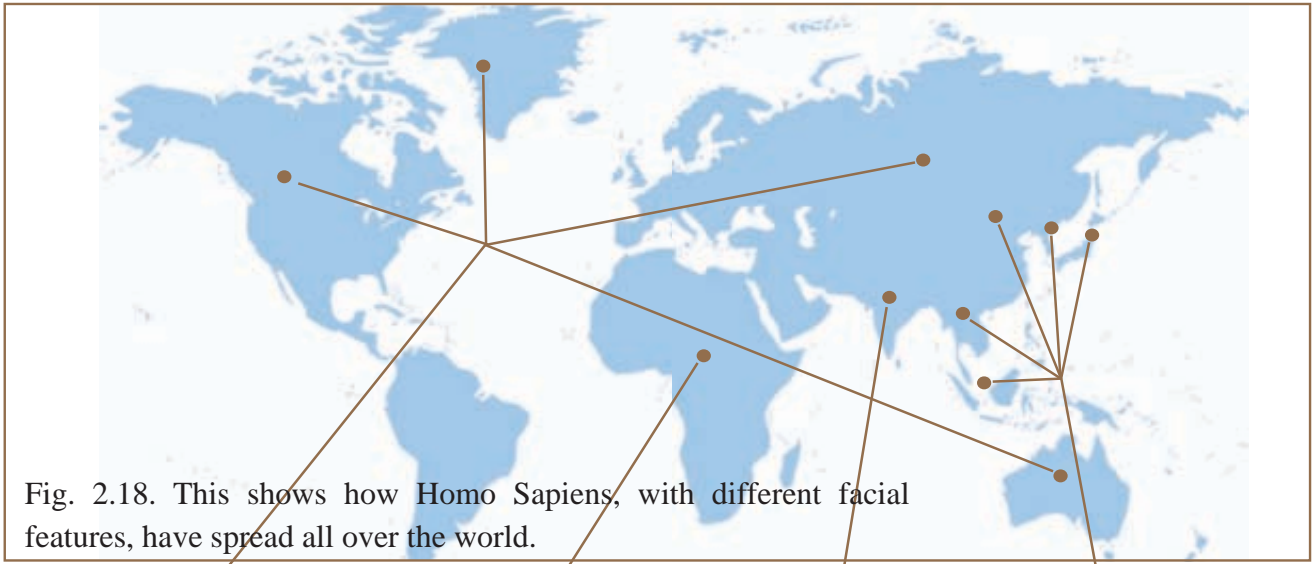 Fig. 2.18. This shows how Homo Sapiens, with different facial
features, have spread all over the world.